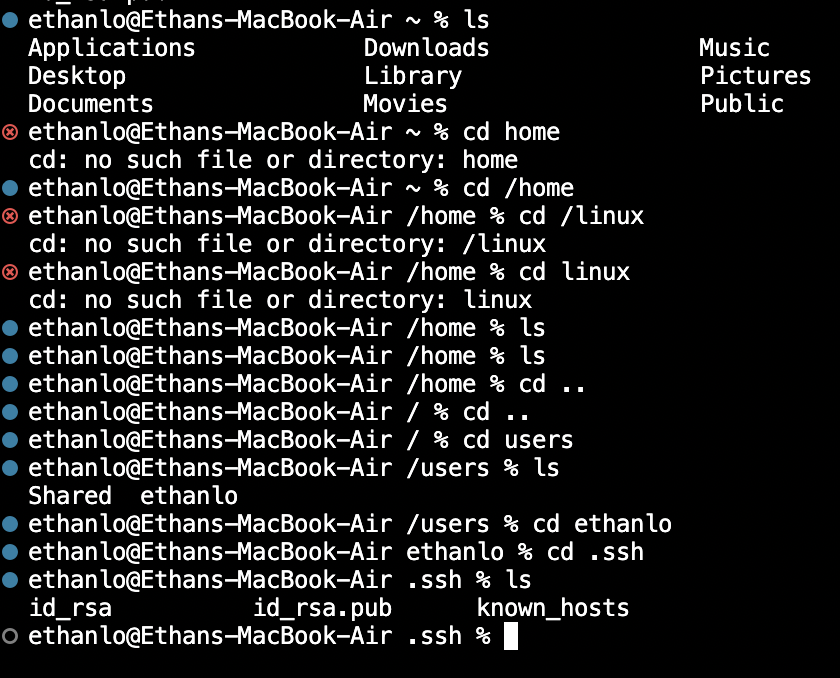 ethanlo@Ethans-MacBook-Air ~ % ls
Applications Downloads Music
Desktop Library Pictures
Documents Movies Public
ethanlo@Ethans-MacBook-Air ~ % cd home
cd: no such file or directory: home
ethanlo@Ethans-MacBook-Air ~ % cd /home
ethanlo@Ethans-MacBook-Air /home % cd /linux
cd: no such file or directory: /linux
ethanlo@Ethans-MacBook-Air /home % cd linux
cd: no such file or directory: linux
ethanlo@Ethans-MacBook-Air /home % ls
ethanlo@Ethans-MacBook-Air /home % ls
ethanlo@Ethans-MacBook-Air /home % cd ..
ethanlo@Ethans-MacBook-Air / % cd ..
ethanlo@Ethans-MacBook-Air / % cd users
ethanlo@Ethans-MacBook-Air /users % ls
Shared ethanlo
ethanlo@Ethans-MacBook-Air /users % cd ethanlo
ethanlo@Ethans-MacBook-Air ethanlo % cd .ssh
ethanlo@Ethans-MacBook-Air .ssh % ls
id_rsa id_rsa.pub known_hosts
ethanlo@Ethans-MacBook-Air .ssh %